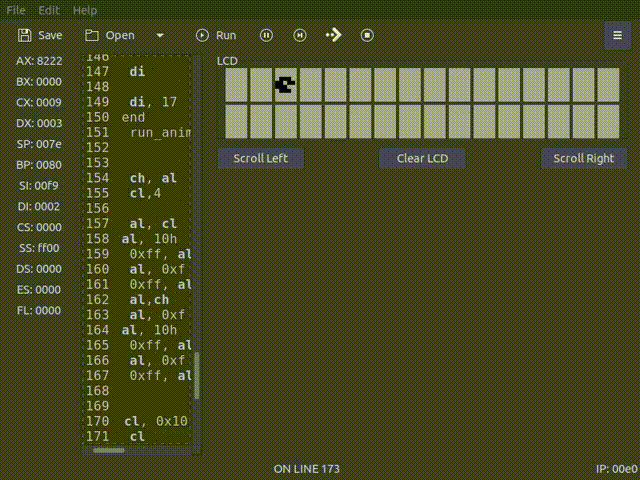 File Edit Help
Save Open Run
AX: 8222
BX: 0000
CX: 0009
DX: 0003
SP: 007e
BP: 0080
SI: 00f9
DI: 0002
CS: 0000
SS: ff00
DS: 0000
ES: 0000
FL: 0000
146
147 di
148
149 di, 17
150 end
151 run_anim
152
153
154 ch, al
155 cl,4
156
157 al, cl
158 al, 10h
159 0xff, al
160 al, 0xf
161 0xff, al
162 al,ch
163 al, 0xf
164 al, 10h
165 0xff, al
166 al, 0xf
167 0xff, al
168
169
170 cl, 0x10
171 cl
LCD
Scroll Left Clear LCD Scroll Right
ON LINE 173
IP: 00e0